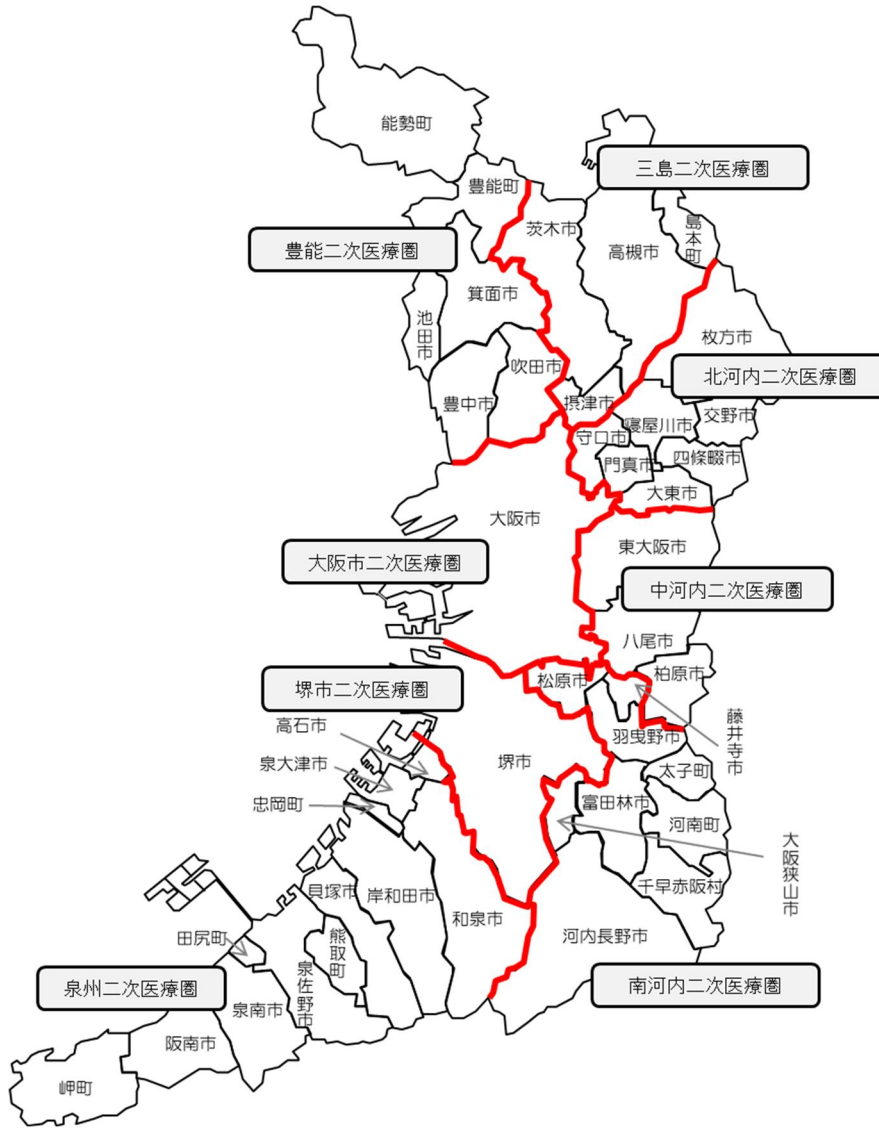 能勢町
三島二次医療圏
豊能町
茨木市
高槻市
島本町
豊能二次医療圏
箕面市
池田市
枚方市
吹田市
北河内二次医療圏
豊中市
摂津市
交野市
寝屋川市
守口市
門真市
四條畷市
大東市
大阪市
東大阪市
大阪市二次医療圏
中河内二次医療圏
八尾市
柏原市
松原市
堺市二次医療圏
藤井寺市
高石市
羽曳野市
堺市
泉大津市
太子町
忠岡町
富田林市
河南町
大阪狭山市
千早赤阪村
貝塚市
岸和田市
和泉市
河内長野市
田尻町
熊取町
泉佐野市
泉州二次医療圏
南河内二次医療圏
泉南市
阪南市
岬町